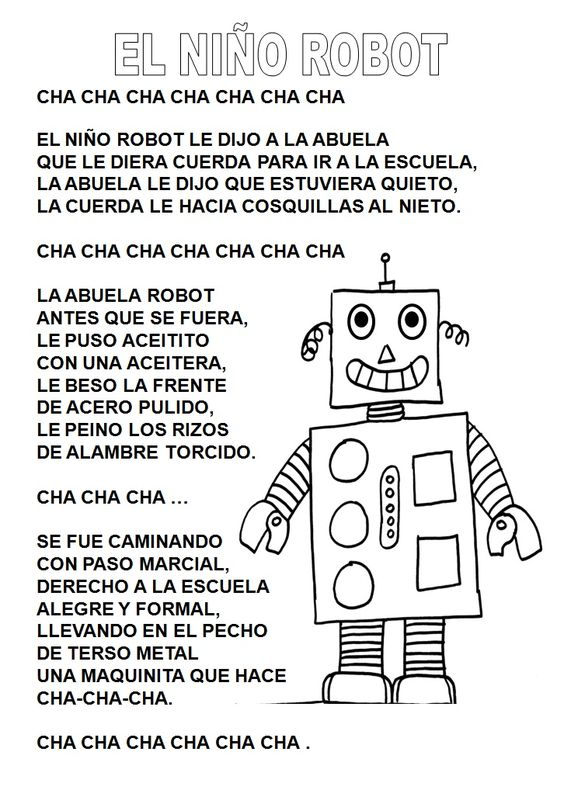 EL NIÑO ROBOT
CHA CHA CHA CHA CHA CHA CHA
EL NIÑO ROBOT LE DIJO A LA ABUELA
QUE LE DIERA CUERDA PARA IR A LA ESCUELA,
LA ABUELA LE DIJO QUE ESTUVIERA QUIETO,
LA CUERDA LE HACIA COSQUILLAS AL NIETO.
CHA CHA CHA CHA CHA CHA CHA
LA ABUELA ROBOT
ANTES QUE SE FUERA,
LE PUSO ACEITITO
CON UNA ACEITERA,
LE BESO LA FRENTE
DE ACERO PULIDO,
LE PEINO LOS RIZOS
DE ALAMBRE TORCIDO.
CHA CHA CHA …
SE FUE CAMINANDO
CON PASO MARCIAL,
DERECHO A LA ESCUELA
ALEGRE Y FORMAL,
LLEVANDO EN EL PECHO
DE TERSO METAL
UNA MAQUINITA QUE HACE
CHA-CHA-CHA.
CHA CHA CHA CHA CHA CHA .